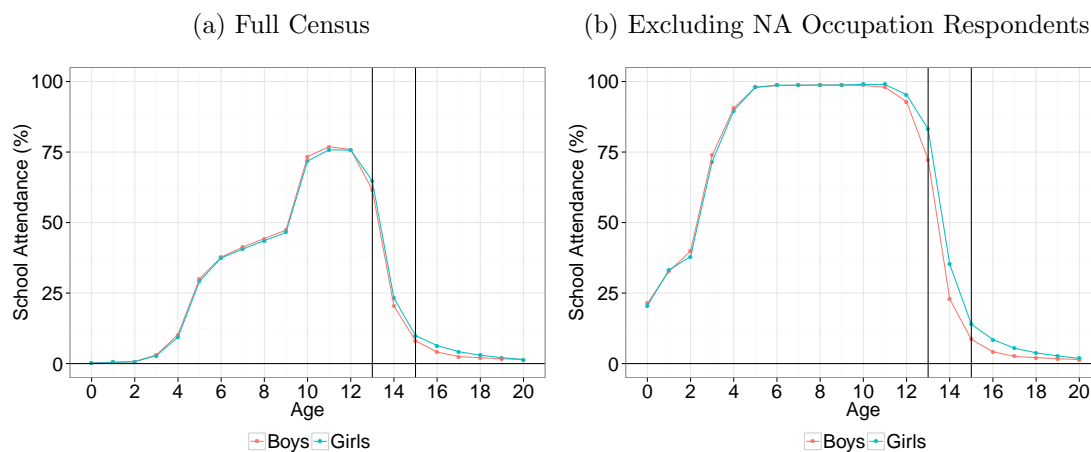 (a) Full Census
(b) Excluding NA Occupation Respondents
100
75
50
25
0
School Attendance (%)
0 2 4 6 8 10 12 14 16 18 20
Age
Boys Girls
100
75
50
25
0
School Attendance (%)
0 2 4 6 8 10 12 14 16 18 20
Age
Boys Girls